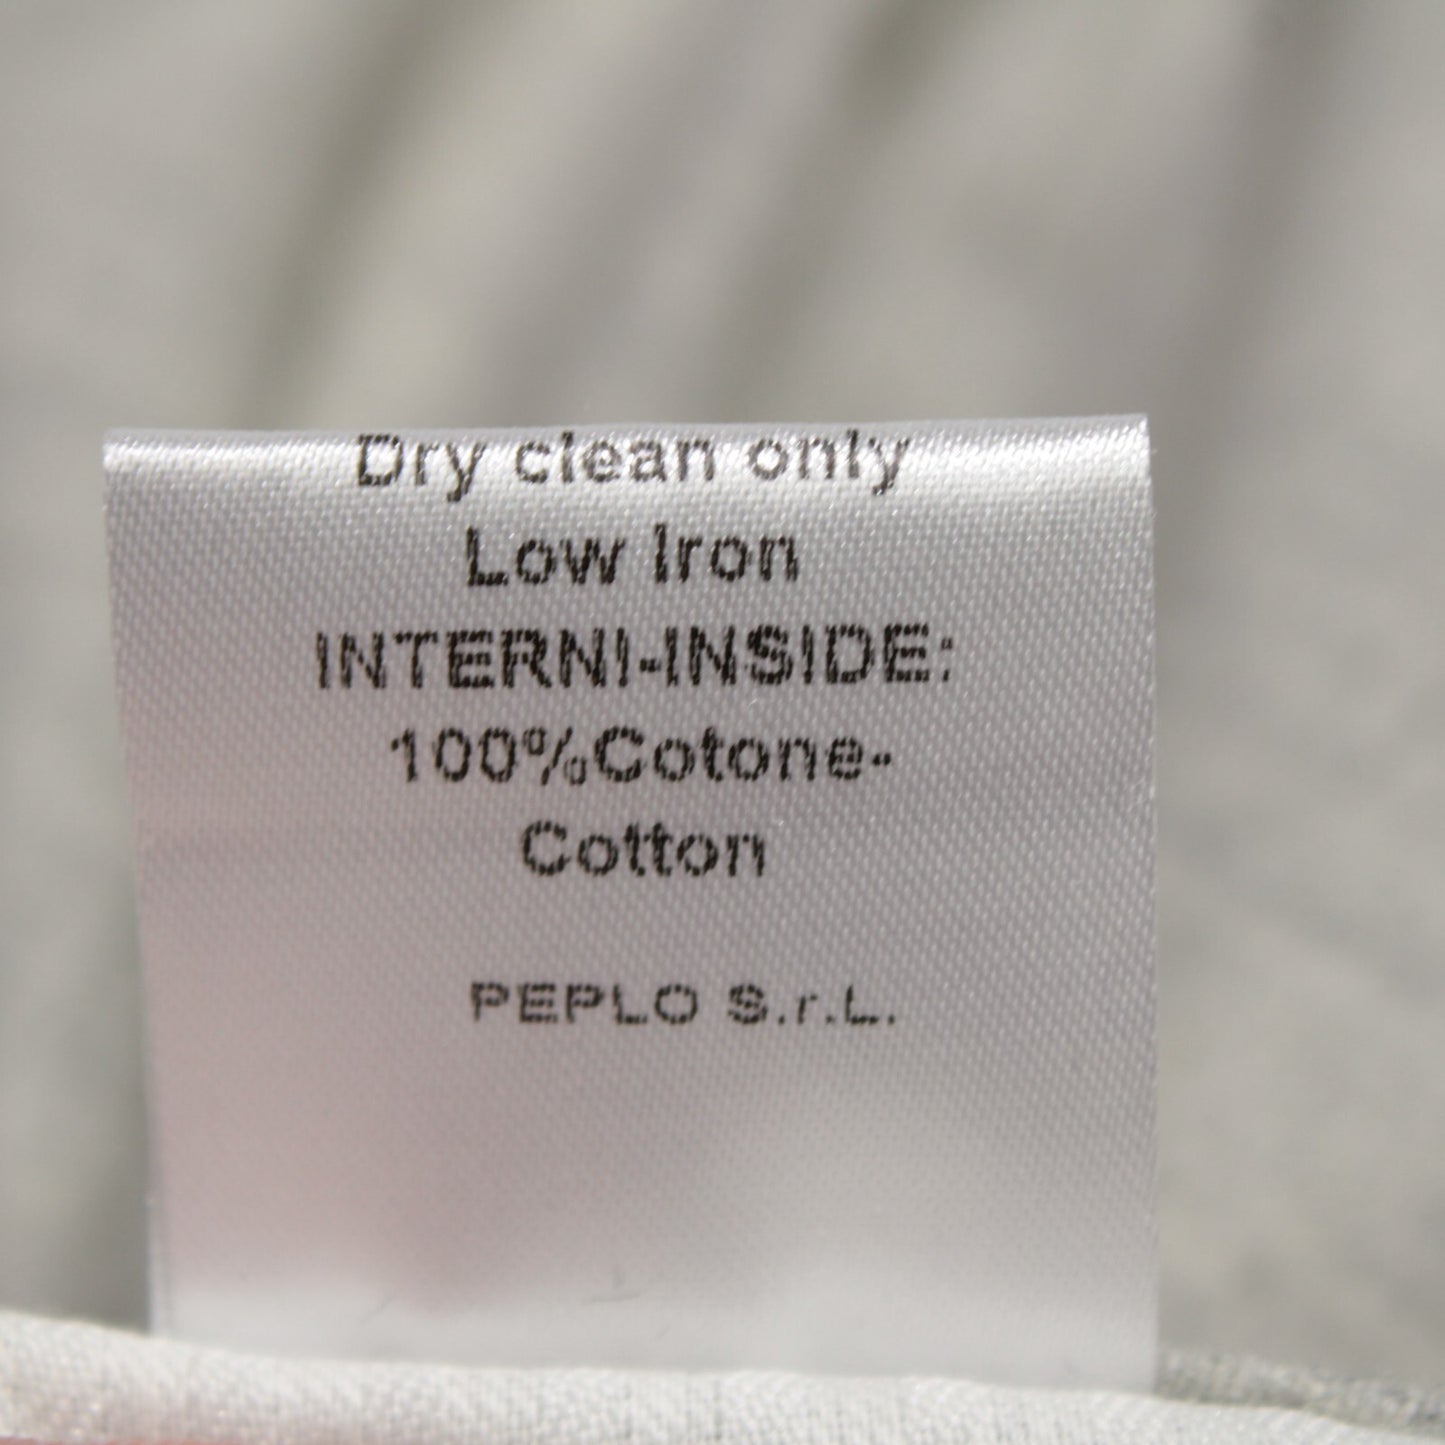 Dry clean only
Low Iron
INTERNI-INSIDE:
100%Cotone-
Cotton
PEPLO S.r.L.